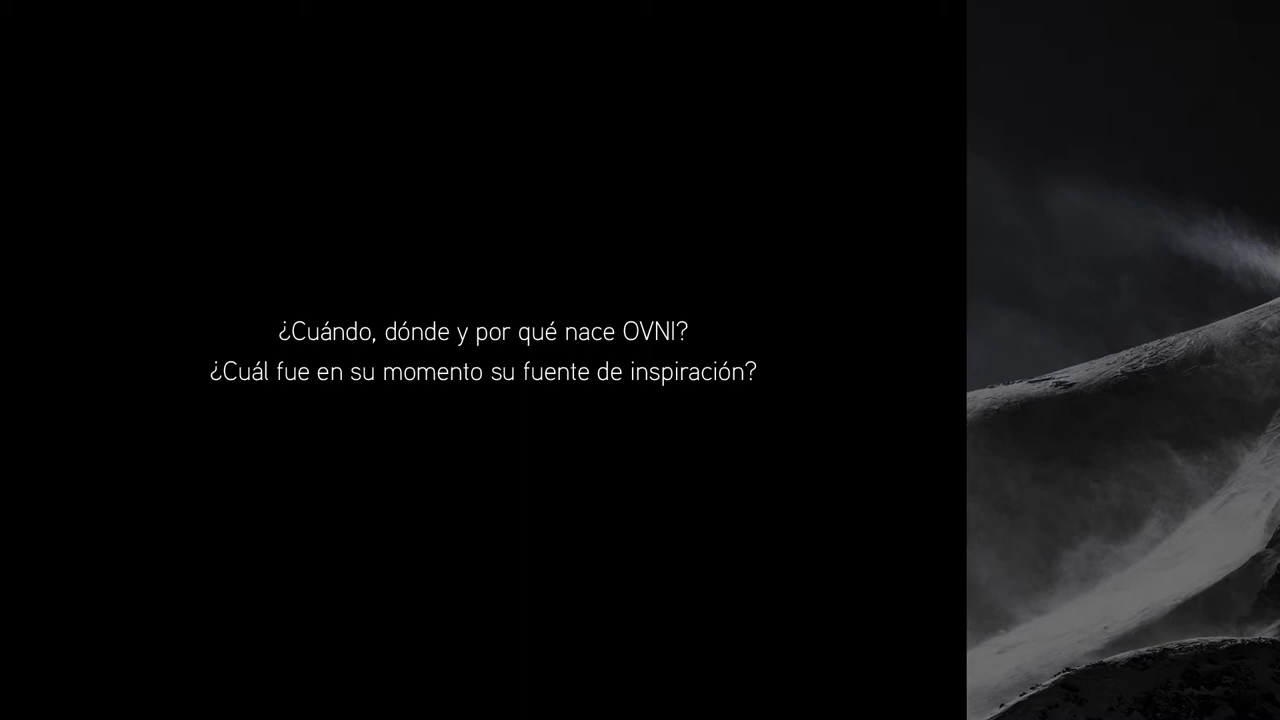 ¿Cuándo, dónde y por qué nace OVNI?
¿Cuál fue en su momento su fuente de inspiración?